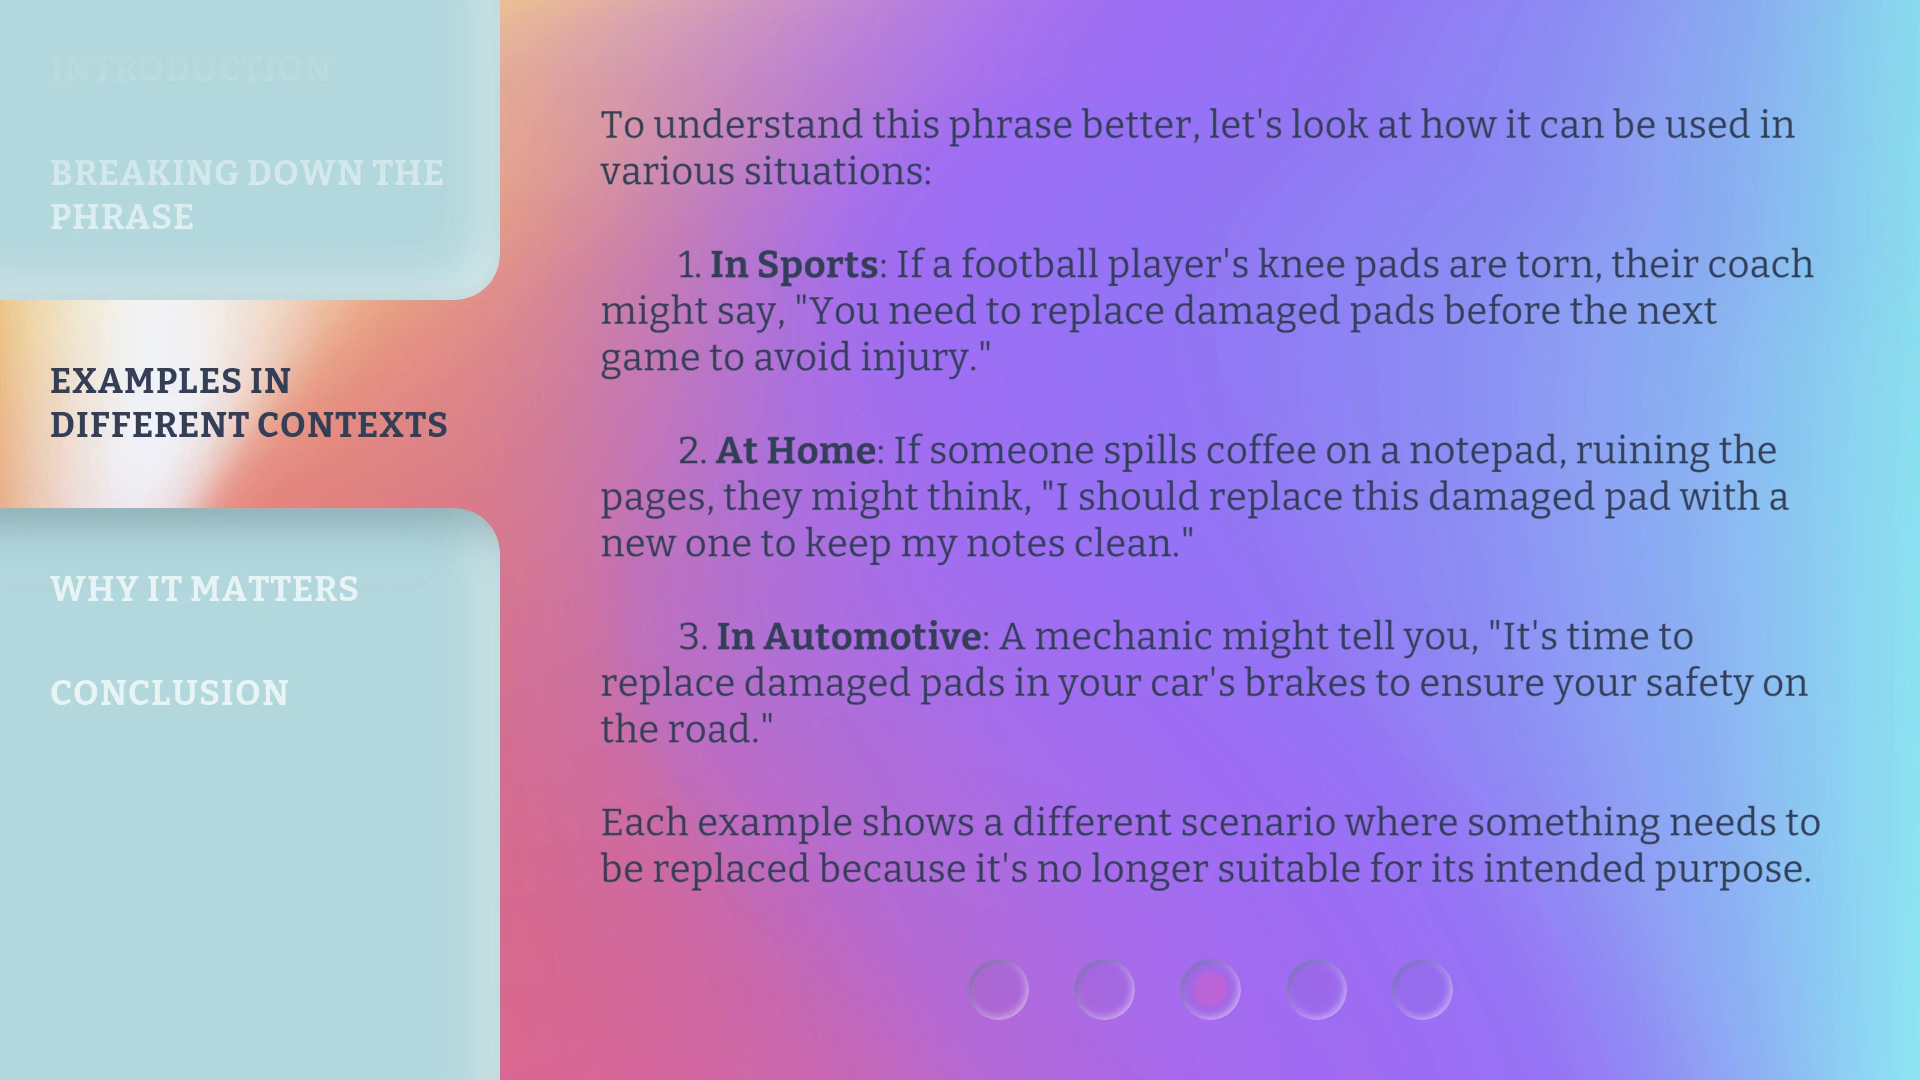 INTRODUCTION
BREAKING DOWN THE
PHRASE
EXAMPLES IN
DIFFERENT CONTEXTS
WHY IT MATTERS
CONCLUSION
To understand this phrase better, let's look at how it can be used in
various situations:
1. In Sports: If a football player's knee pads are torn, their coach
might say, "You need to replace damaged pads before the next
game to avoid injury."
2. At Home: If someone spills coffee on a notepad, ruining the
pages, they might think, "I should replace this damaged pad with a
new one to keep my notes clean."
3. In Automotive: A mechanic might tell you, "It's time to
replace damaged pads in your car's brakes to ensure your safety on
the road."
Each example shows a different scenario where something needs to
be replaced because it's no longer suitable for its intended purpose.